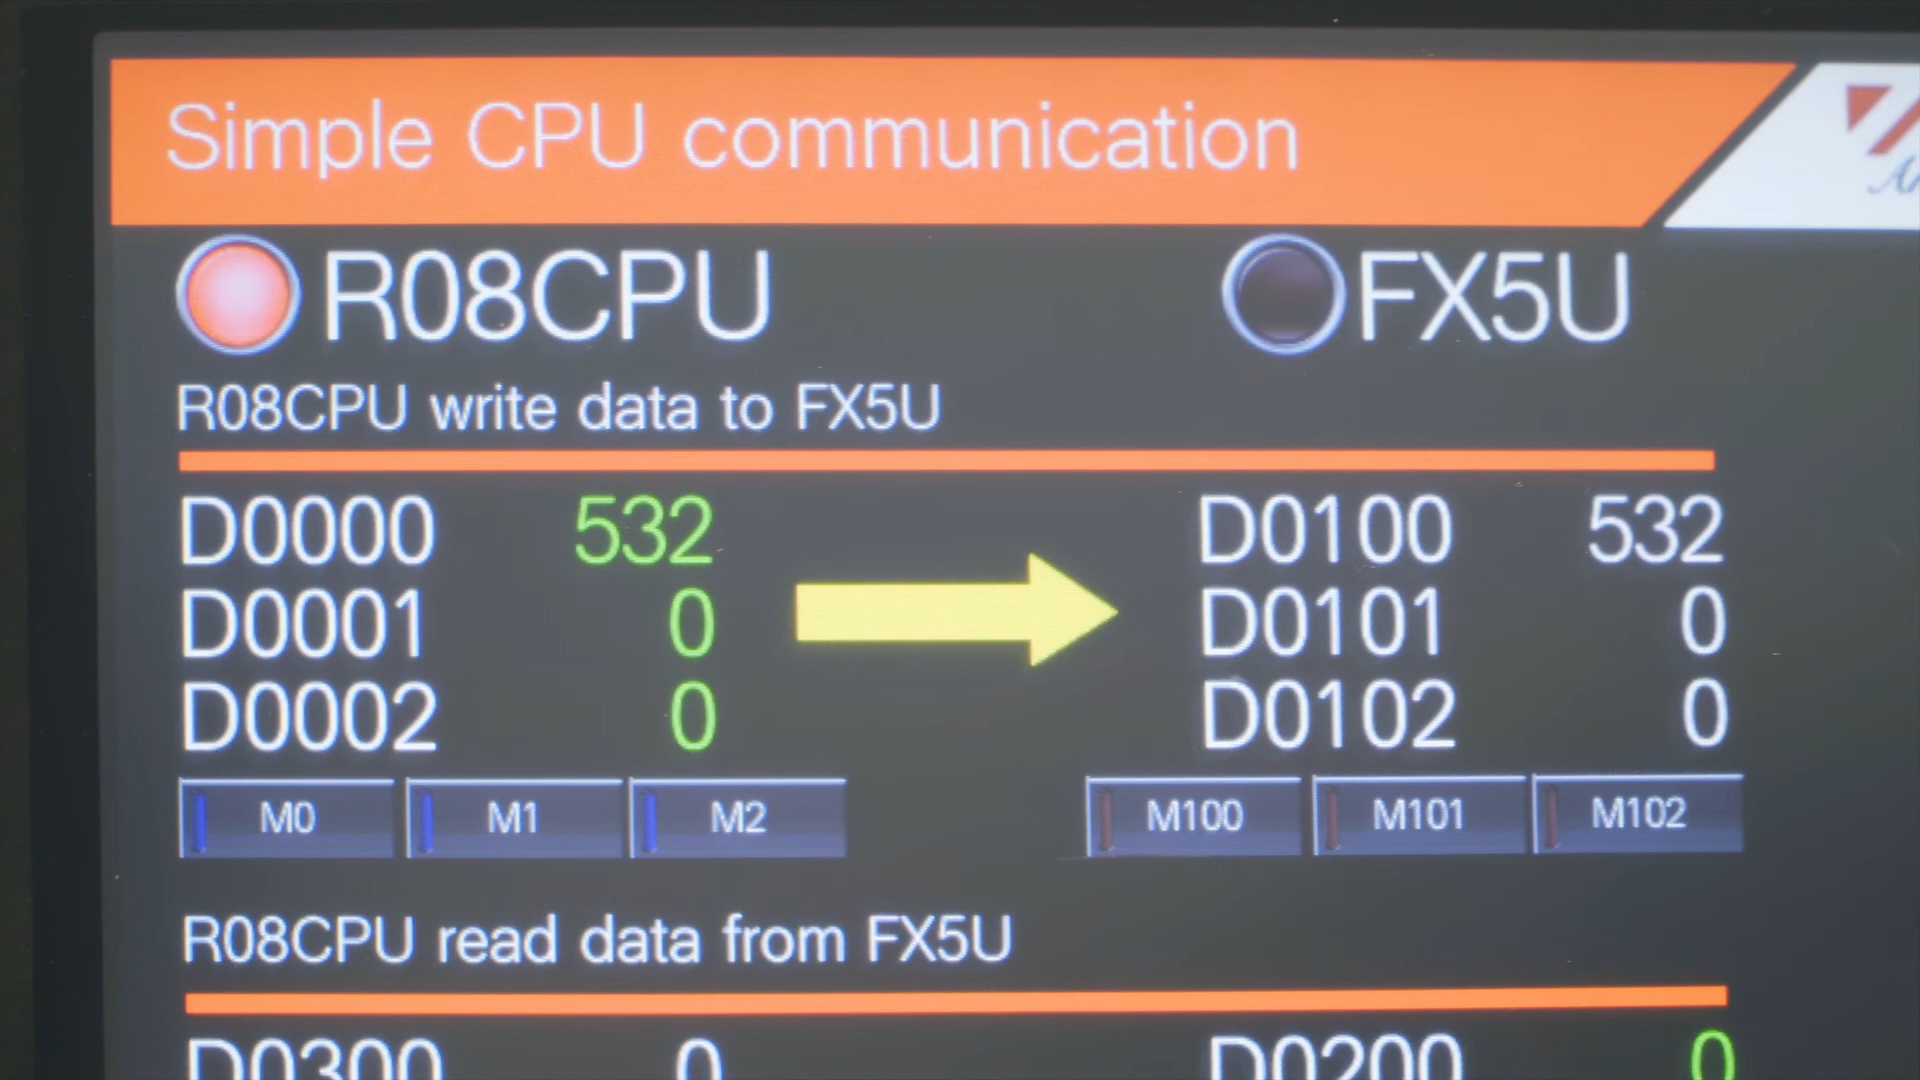 Simple CPU communication
R08CPU FX5U
R08CPU write data to FX5U
D0000 532 D0100 532
D0001 0 D0101 0
D0002 0 D0102 0
M0 M1 M2 M100 M101 M102
R08CPU read data from FX5U
D0300 0 D0200 0